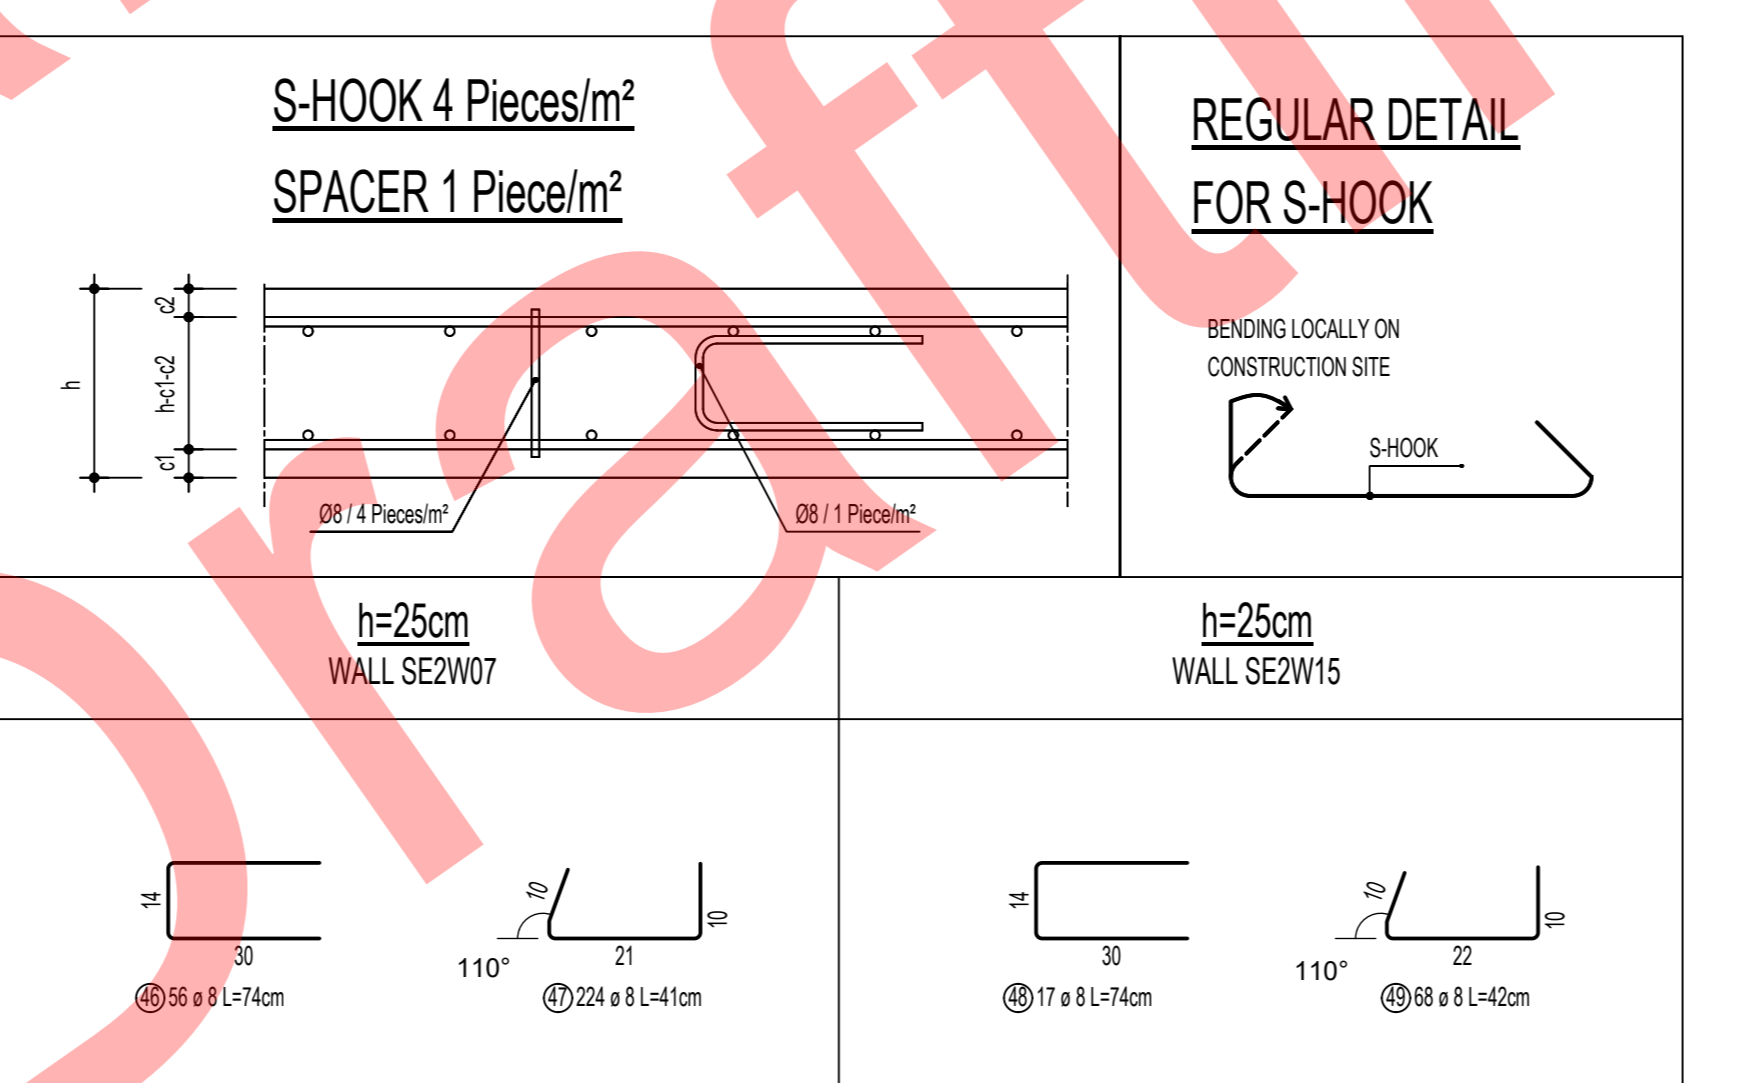 S-HOOK 4 Pieces/m²
SPACER 1 Piece/m²
REGULAR DETAIL
FOR S-HOOK
h
c2
h-c1-c2
c1
Ø8 / 4 Pieces/m²
Ø8 / 1 Piece/m²
BENDING LOCALLY ON
CONSTRUCTION SITE
S-HOOK
h=25cm
WALL SE2W07
h=25cm
WALL SE2W15
14
30
46 56 ø 8 L=74cm
10
110°
21
10
47 224 ø 8 L=41cm
14
30
48 17 ø 8 L=74cm
10
110°
22
10
49 68 ø 8 L=42cm